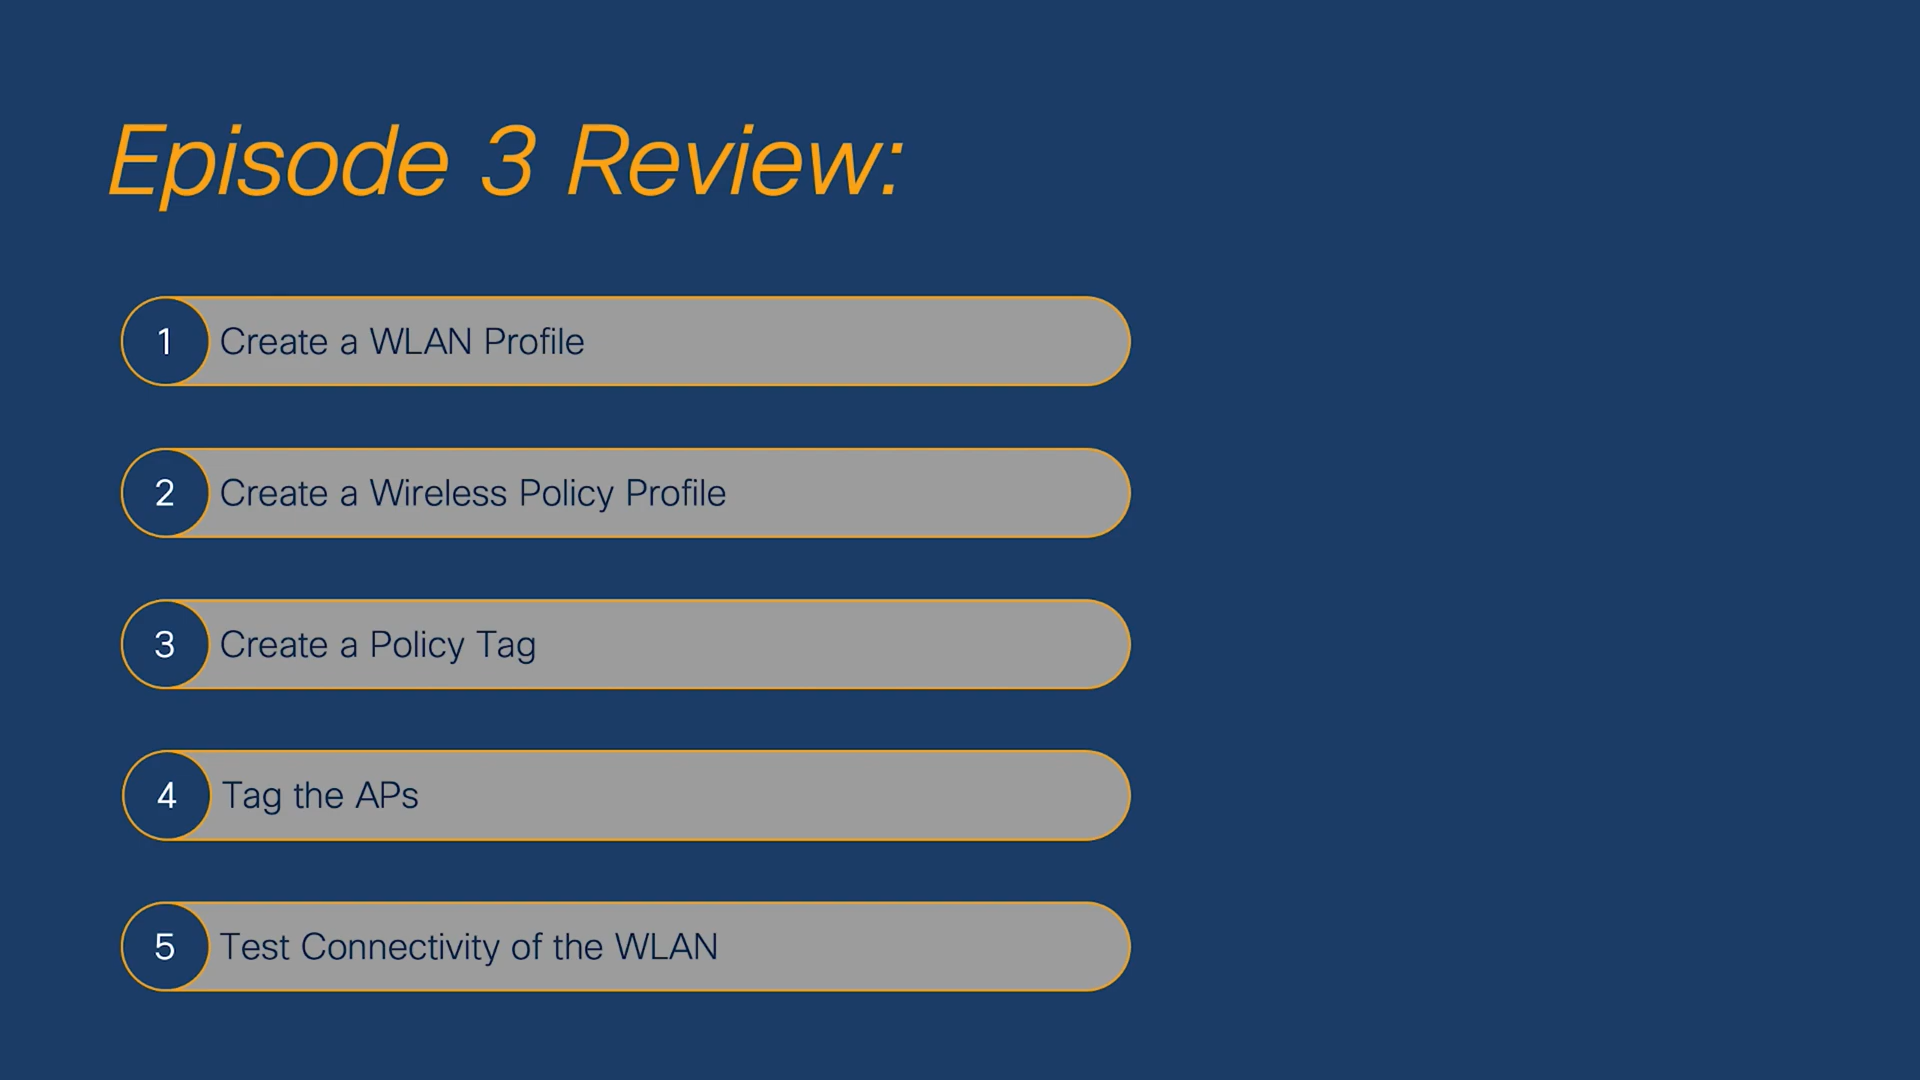 Episode 3 Review:
1 Create a WLAN Profile
2 Create a Wireless Policy Profile
3 Create a Policy Tag
4 Tag the APs
5 Test Connectivity of the WLAN